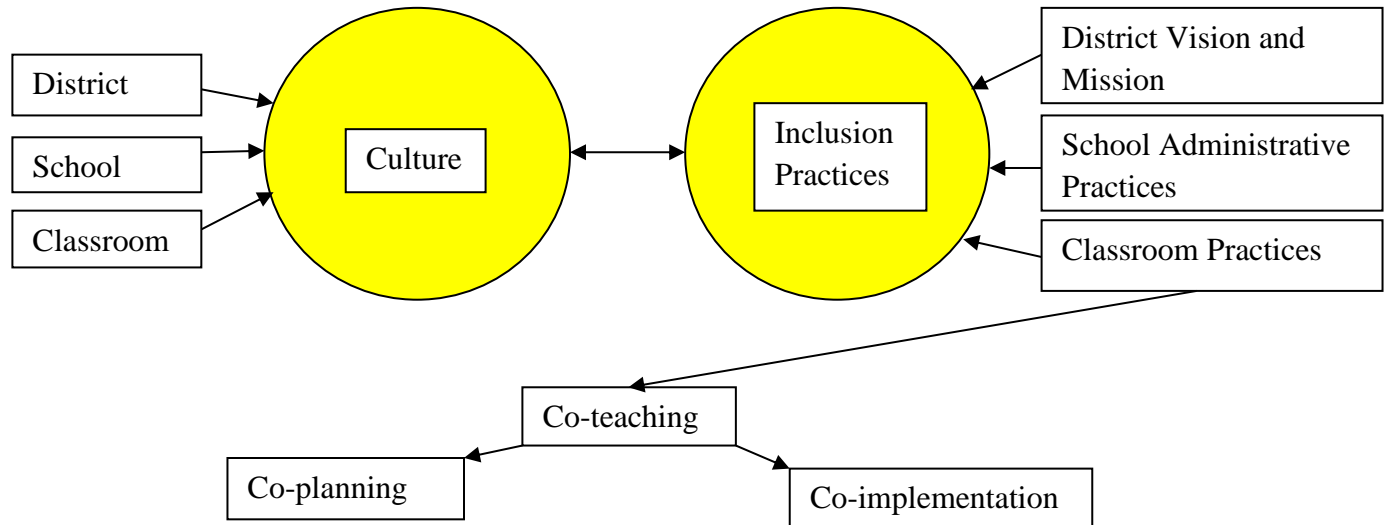 District
School
Classroom
Culture
Inclusion
Practices
District Vision and
Mission
School Administrative
Practices
Classroom Practices
Co-teaching
Co-planning
Co-implementation